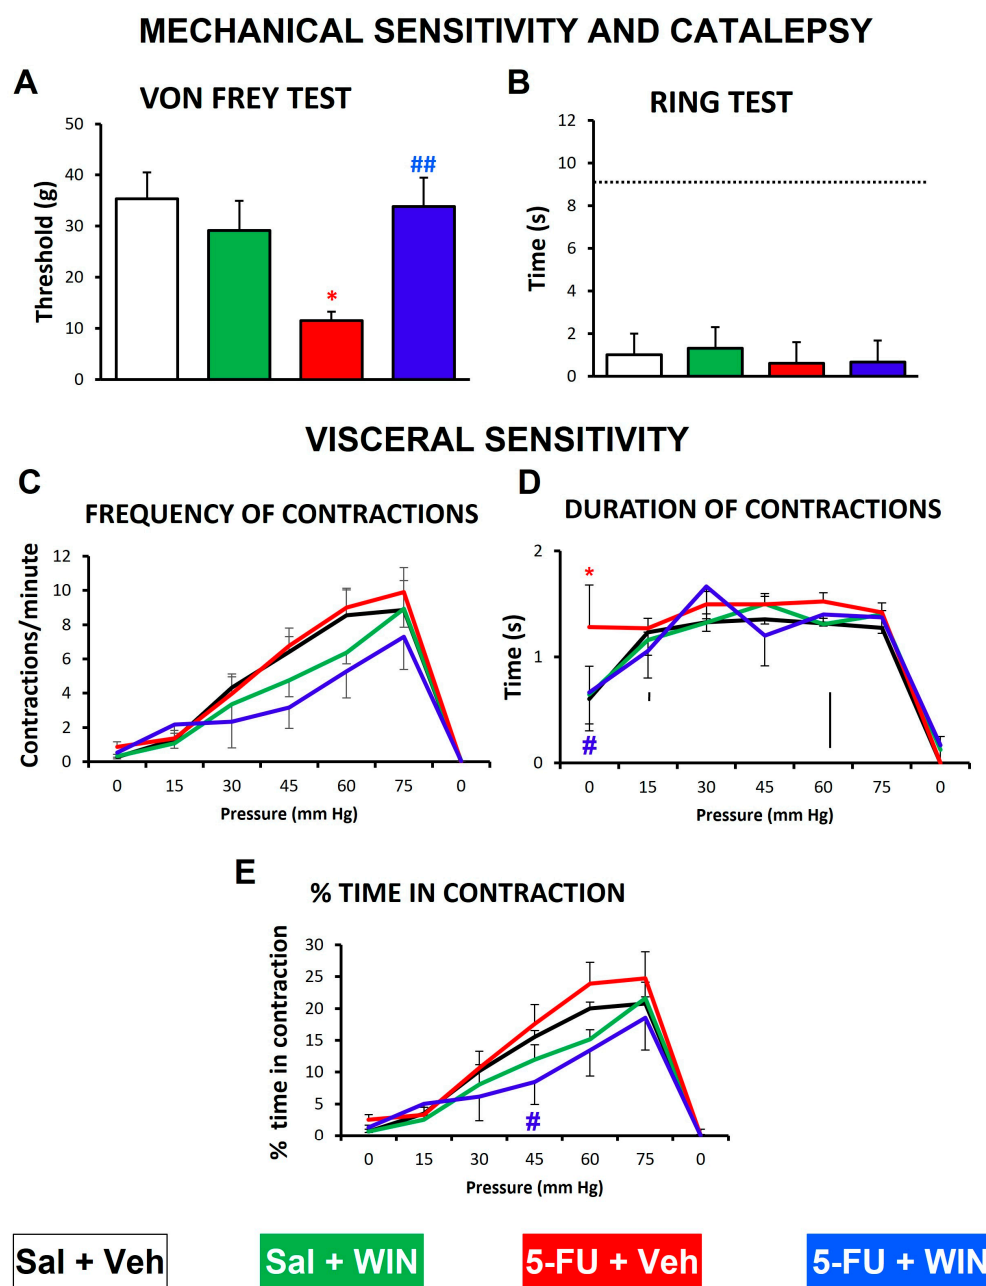 MECHANICAL SENSITIVITY AND CATALEPSY
A
VON FREY TEST
50
40
30
20
10
0
Threshold (g)
*
##
B
RING TEST
12
10
8
6
4
2
0
Time (s)
VISCERAL SENSITIVITY
C
FREQUENCY OF CONTRACTIONS
12
10
8
6
4
2
0
Contractions/minute
0 15 30 45 60 75 0
Pressure (mm Hg)
D
DURATION OF CONTRACTIONS
2
1
0
Time (s)
*
#
0 15 30 45 60 75 0
Pressure (mm Hg)
E
% TIME IN CONTRACTION
30
25
20
15
10
5
0
% time in contraction
#
0 15 30 45 60 75 0
Pressure (mm Hg)
Sal + Veh
Sal + WIN
5-FU + Veh
5-FU + WIN